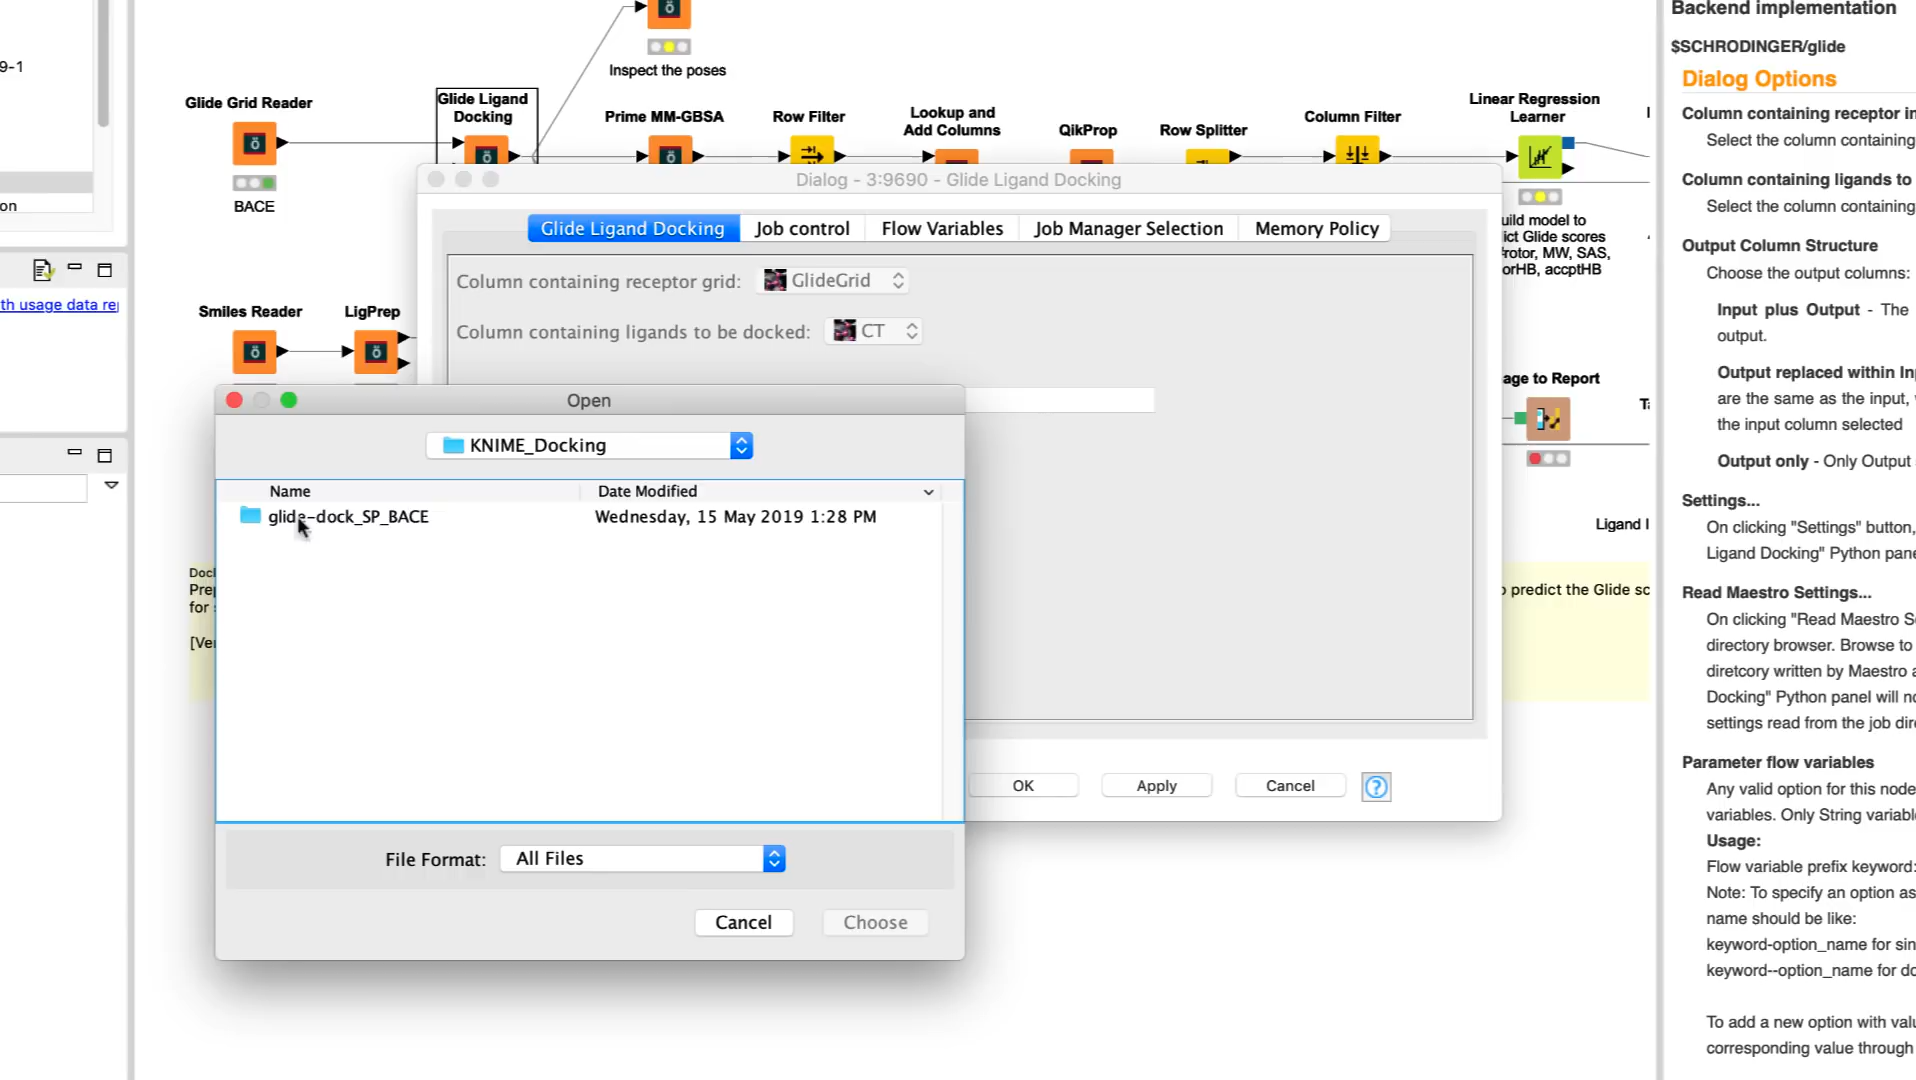 Backend implementation
9-1
$SCHRODINGER/glide
Inspect the poses
Dialog Options
Glide Grid Reader
Glide Ligand
Docking
Prime MM-GBSA
Row Filter
Lookup and
Add Columns
QikProp
Row Splitter
Column Filter
Linear Regression
Learner
Column containing receptor
Select the column containing
Dialog - 3:9690 - Glide Ligand Docking
Column containing ligands to
on
BACE
Select the column containing
Glide Ligand Docking
Job control
Flow Variables
Job Manager Selection
Memory Policy
uild model to
ict Glide scores
rotor, MW, SAS,
orHB, accptHB
Output Column Structure
Choose the output columns:
Column containing receptor grid:
GlideGrid
th usage data re
Smiles Reader
LigPrep
Input plus Output - The
output.
Column containing ligands to be docked:
CT
Output replaced within
are the same as the input,
the input column selected
age to Report
Open
KNIME_Docking
Output only - Only Output
Name
Date Modified
glide-dock_SP_BACE
Wednesday, 15 May 2019 1:28 PM
Settings...
On clicking "Settings" button,
Ligand Docking" Python
Ligand
Dock
Prep
for
[Ver
o predict the Glide sc
Read Maestro Settings...
On clicking "Read Maestro
directory browser. Browse to
diretcory written by Maestro
Docking" Python panel will
settings read from the job
Parameter flow variables
Any valid option for this node
variables. Only String
Usage:
Flow variable prefix keyword:
Note: To specify an option as
name should be like:
keyword-option_name for
keyword--option_name for
To add a new option with
corresponding value through
OK
Apply
Cancel
?
File Format:
All Files
Cancel
Choose